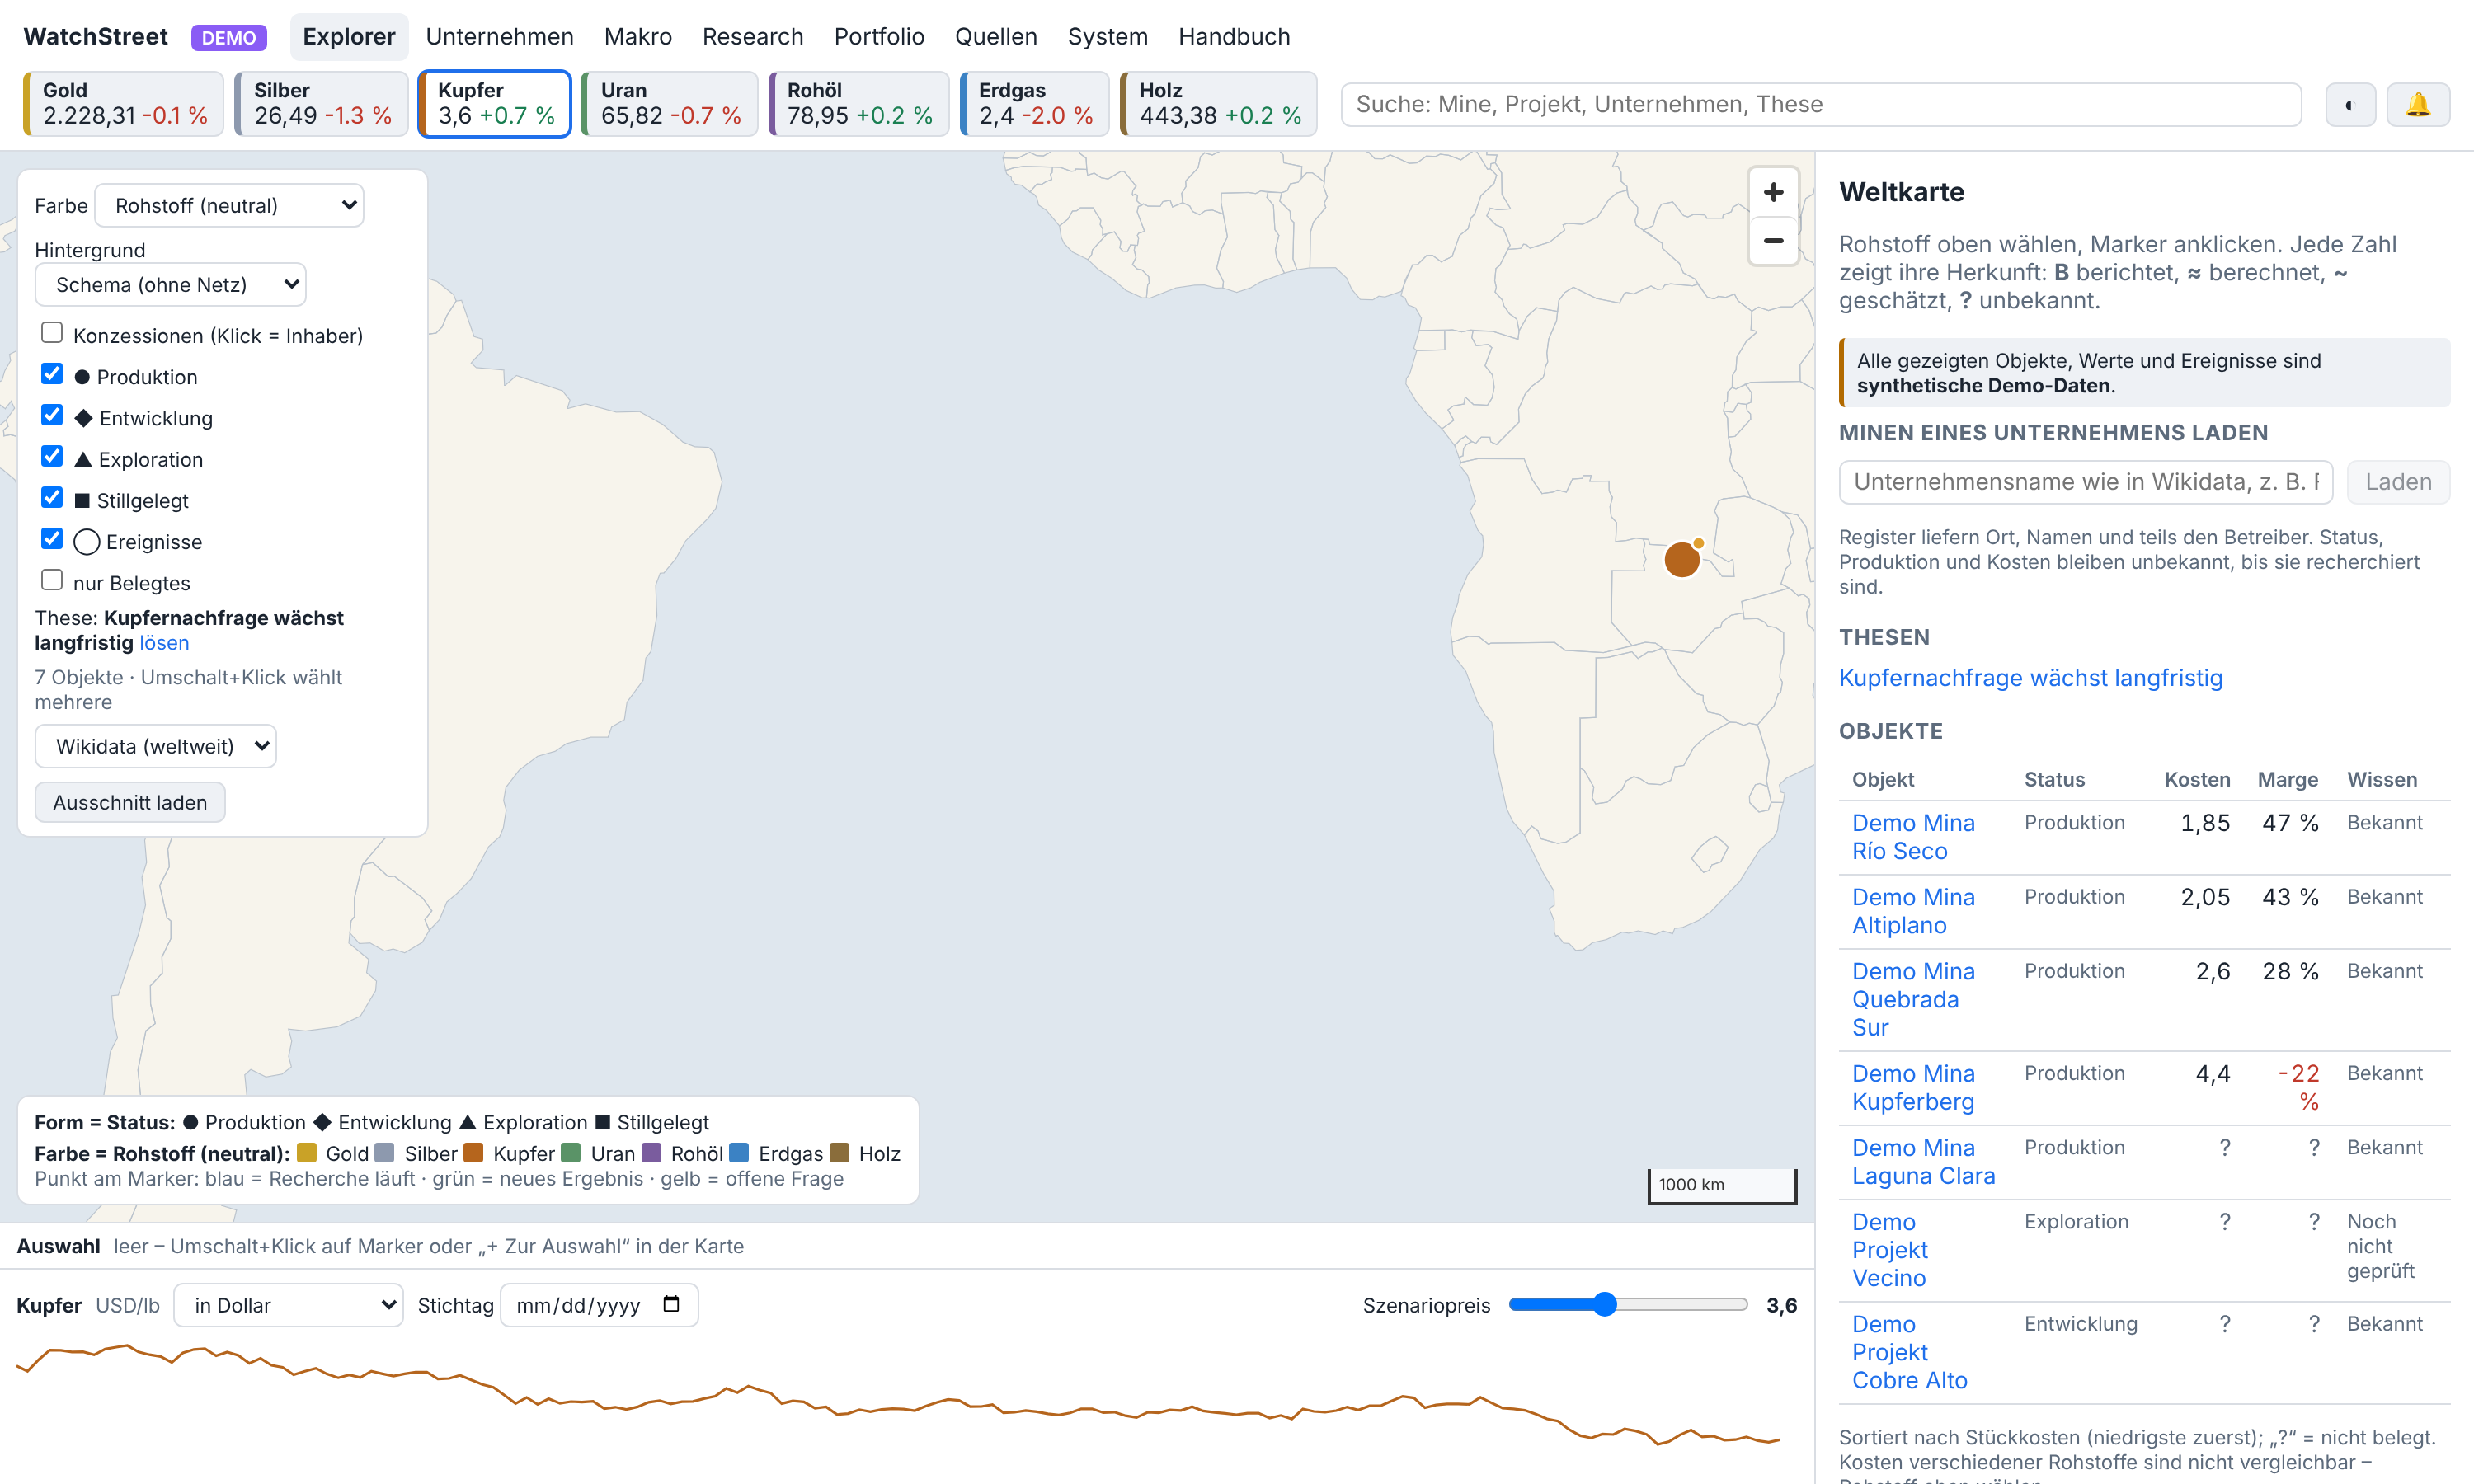 WatchStreet DEMO Explorer Unternehmen Makro Research Portfolio Quellen System Handbuch
Gold
2.228,31 -0.1 %
Silber
26,49 -1.3 %
Kupfer
3,6 +0.7 %
Uran
65,82 -0.7 %
Rohöl
78,95 +0.2 %
Erdgas
2,4 -2.0 %
Holz
443,38 +0.2 %
Suche: Mine, Projekt, Unternehmen, These
Farbe Rohstoff (neutral)
Hintergrund
Schema (ohne Netz)
Konzessionen (Klick = Inhaber)
● Produktion
◆ Entwicklung
▲ Exploration
■ Stillgelegt
◯ Ereignisse
nur Belegtes
These: Kupfernachfrage wächst
langfristig lösen
7 Objekte · Umschalt+Klick wählt
mehrere
Wikidata (weltweit)
Ausschnitt laden
+
−
Form = Status: ● Produktion ◆ Entwicklung ▲ Exploration ■ Stillgelegt
Farbe = Rohstoff (neutral): Gold Silber Kupfer Uran Rohöl Erdgas Holz
Punkt am Marker: blau = Recherche läuft · grün = neues Ergebnis · gelb = offene Frage
1000 km
Auswahl leer – Umschalt+Klick auf Marker oder „+ Zur Auswahl“ in der Karte
Kupfer USD/lb in Dollar Stichtag mm/dd/yyyy Szenariopreis 3,6
Weltkarte
Rohstoff oben wählen, Marker anklicken. Jede Zahl
zeigt ihre Herkunft: B berichtet, ≈ berechnet, ~
geschätzt, ? unbekannt.
Alle gezeigten Objekte, Werte und Ereignisse sind
synthetische Demo-Daten.
MINEN EINES UNTERNEHMENS LADEN
Unternehmensname wie in Wikidata, z. B. F Laden
Register liefern Ort, Namen und teils den Betreiber. Status,
Produktion und Kosten bleiben unbekannt, bis sie recherchiert
sind.
THESEN
Kupfernachfrage wächst langfristig
OBJEKTE
Objekt Status Kosten Marge Wissen
Demo Mina Produktion 1,85 47 % Bekannt
Río Seco
Demo Mina Produktion 2,05 43 % Bekannt
Altiplano
Demo Mina Produktion 2,6 28 % Bekannt
Quebrada
Sur
Demo Mina Produktion 4,4 -22 Bekannt
Kupferberg %
Demo Mina Produktion ? ? Bekannt
Laguna Clara
Demo Exploration ? ? Noch
Projekt nicht
Vecino geprüft
Demo Entwicklung ? ? Bekannt
Projekt
Cobre Alto
Sortiert nach Stückkosten (niedrigste zuerst); „?“ = nicht belegt.
Kosten verschiedener Rohstoffe sind nicht vergleichbar –